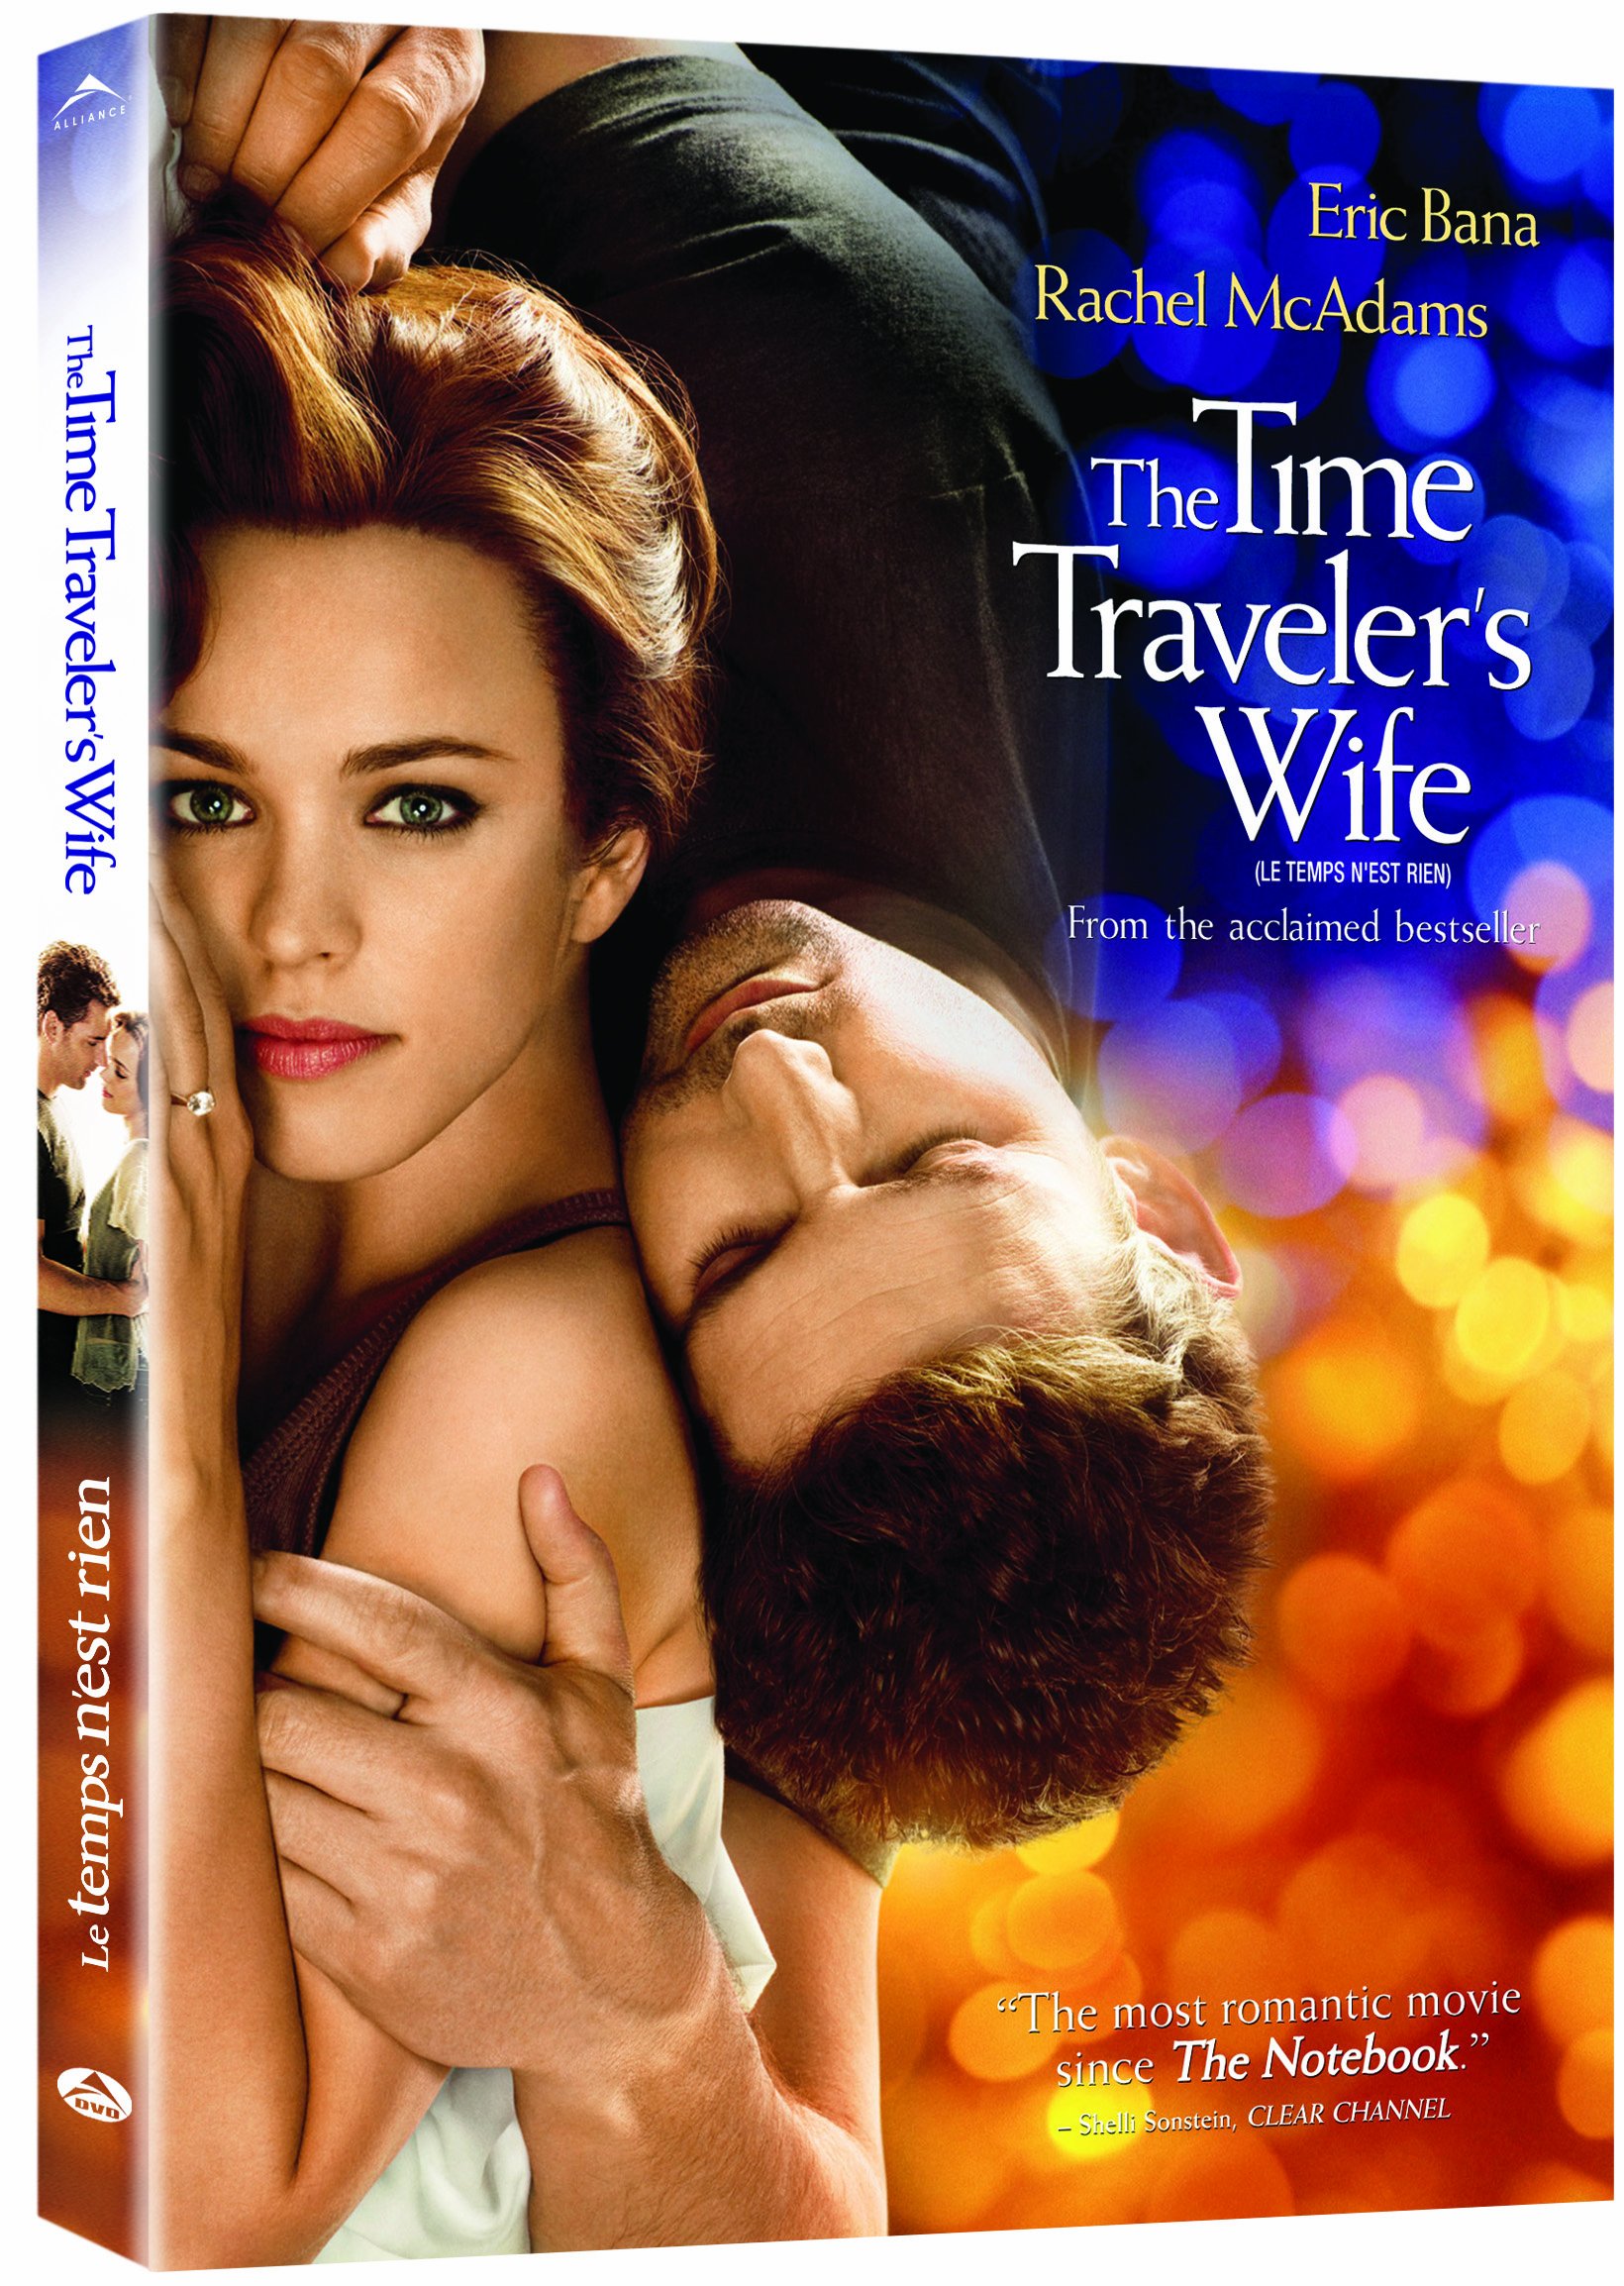 ALLIANCE
The Time Traveler's Wife
Le temps n'est rien
DVD
Eric Bana
Rachel McAdams
The Time
Traveler's
Wife
(LE TEMPS N'EST RIEN)
From the acclaimed bestseller
“The most romantic movie
since The Notebook.”
– Shelli Sonstein, CLEAR CHANNEL